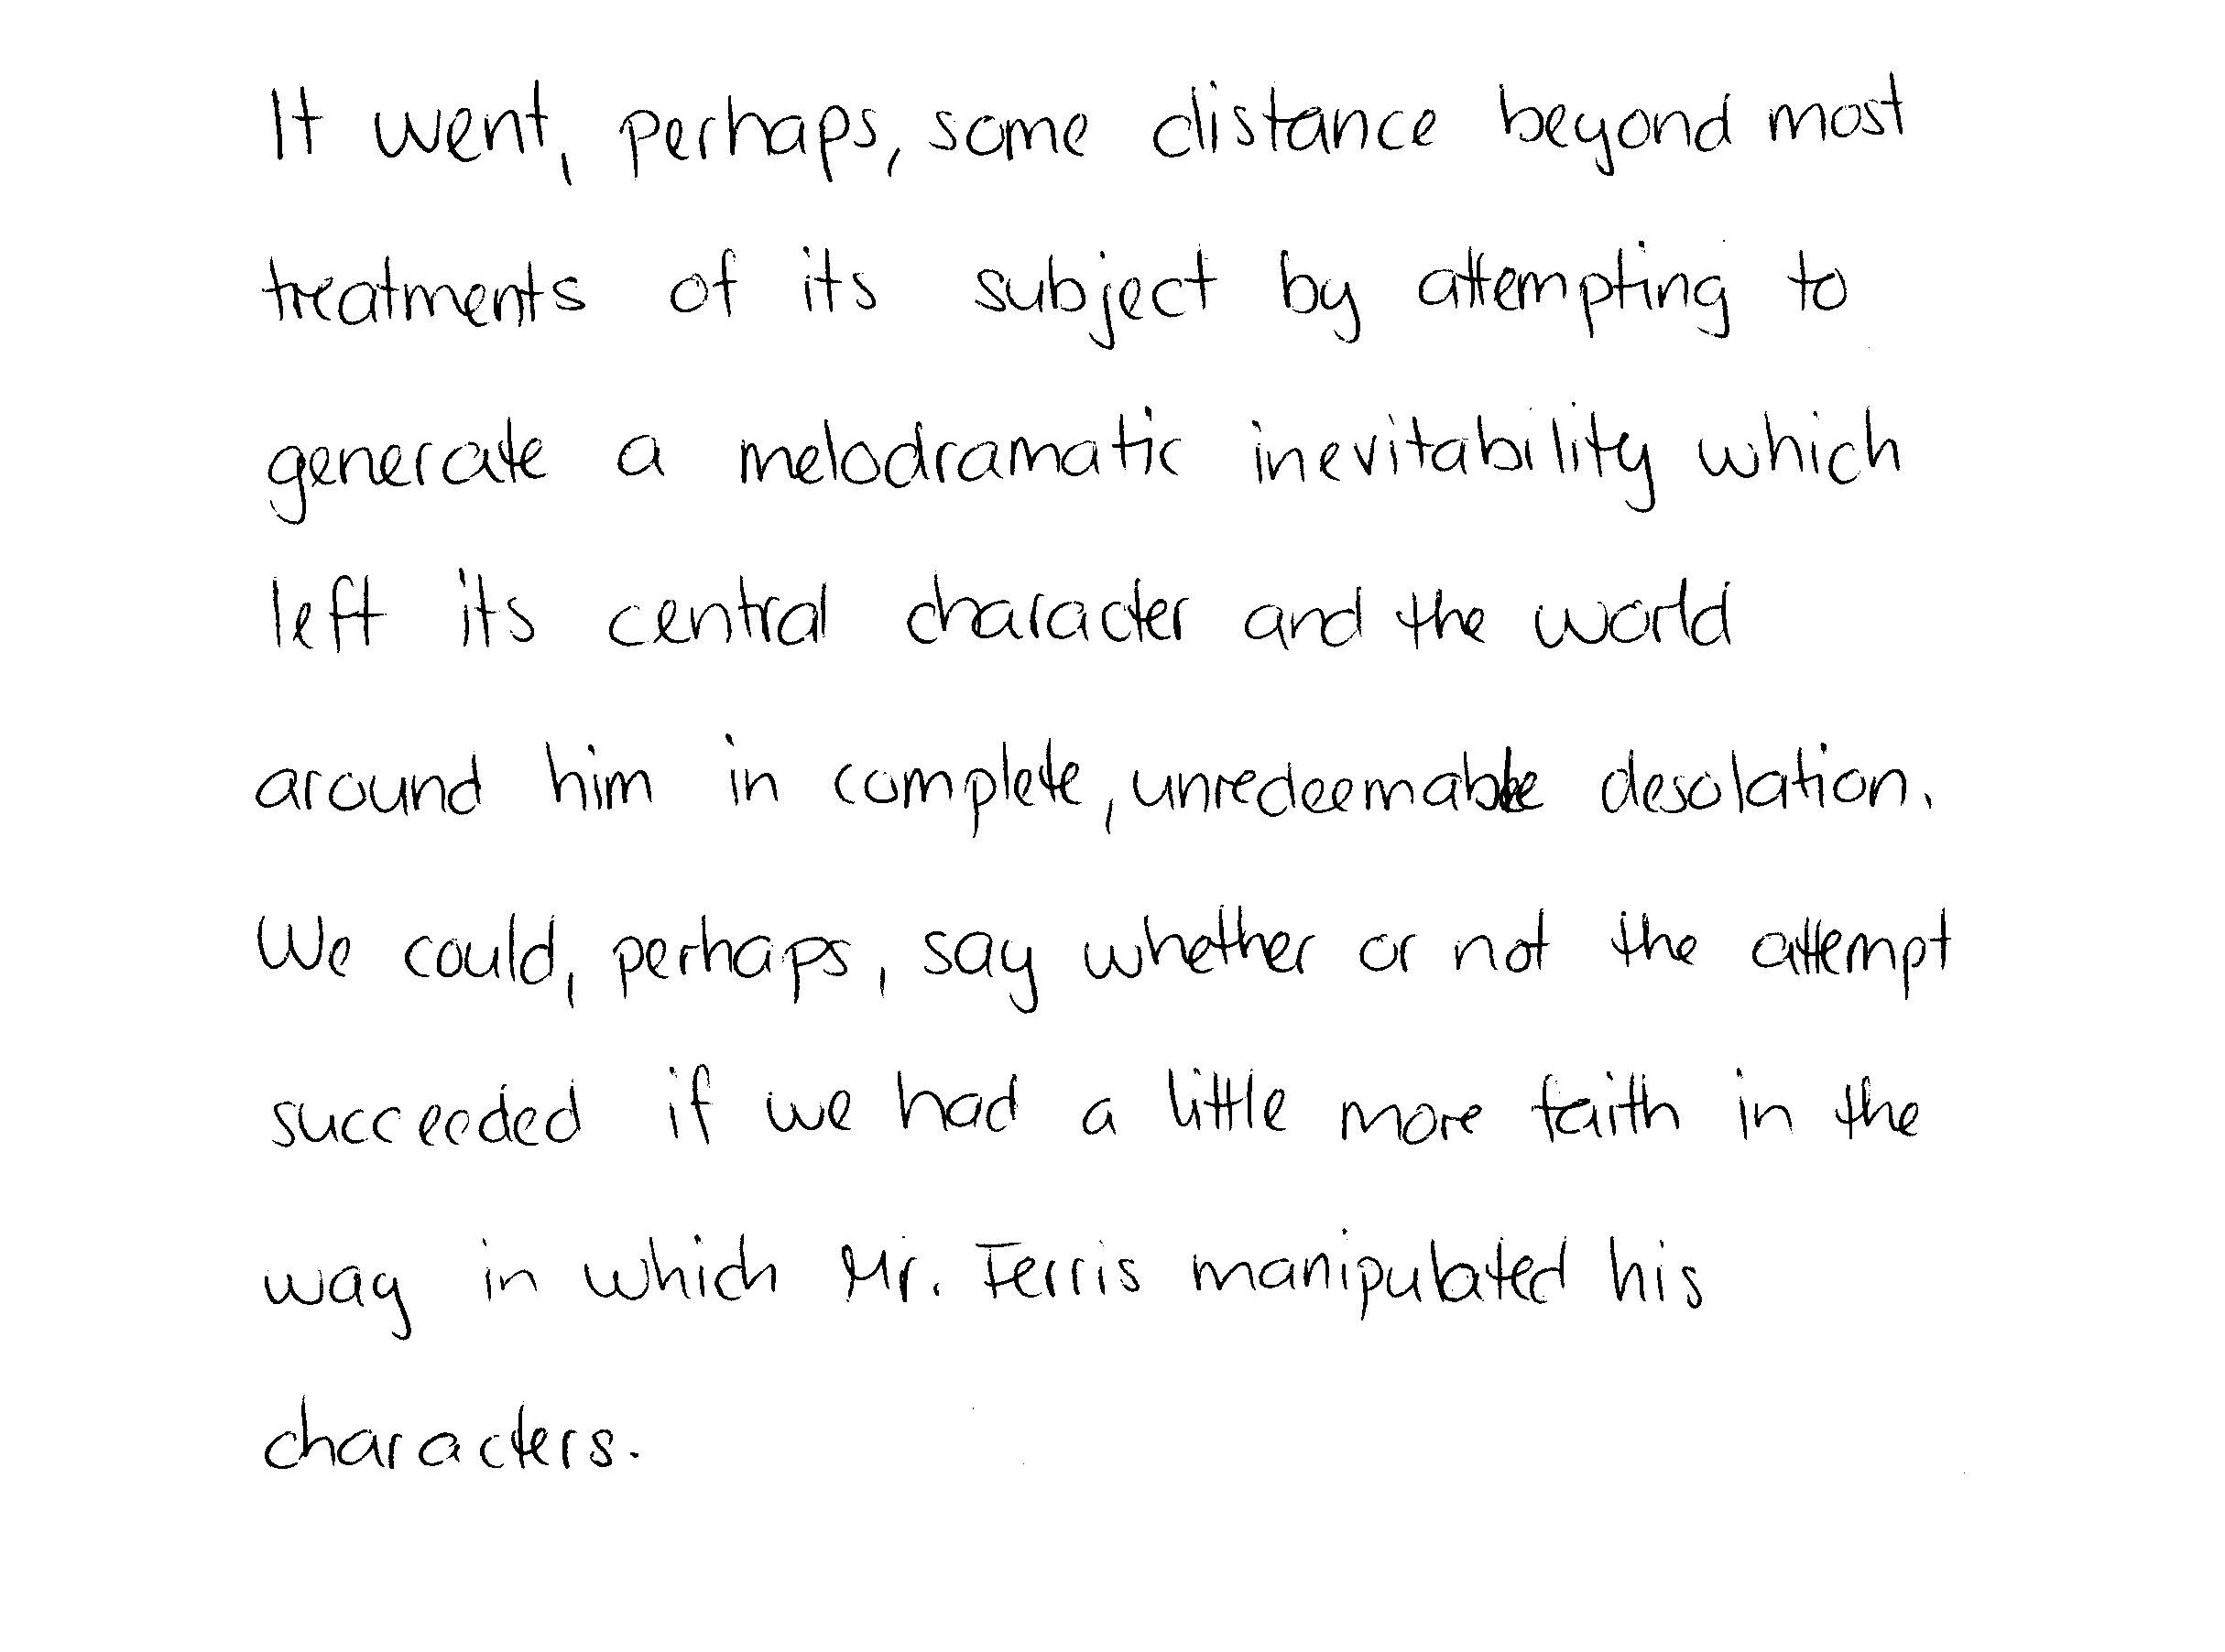 It went, perhaps, some distance beyond most
treatments of its subject by attempting to
generate a melodramatic inevitability which
left its central character and the world
around him in complete, unredeemable desolation.
We could, perhaps, say whether or not the attempt
succeeded if we had a little more faith in the
way in which Mr. Ferris manipulated his
characters.